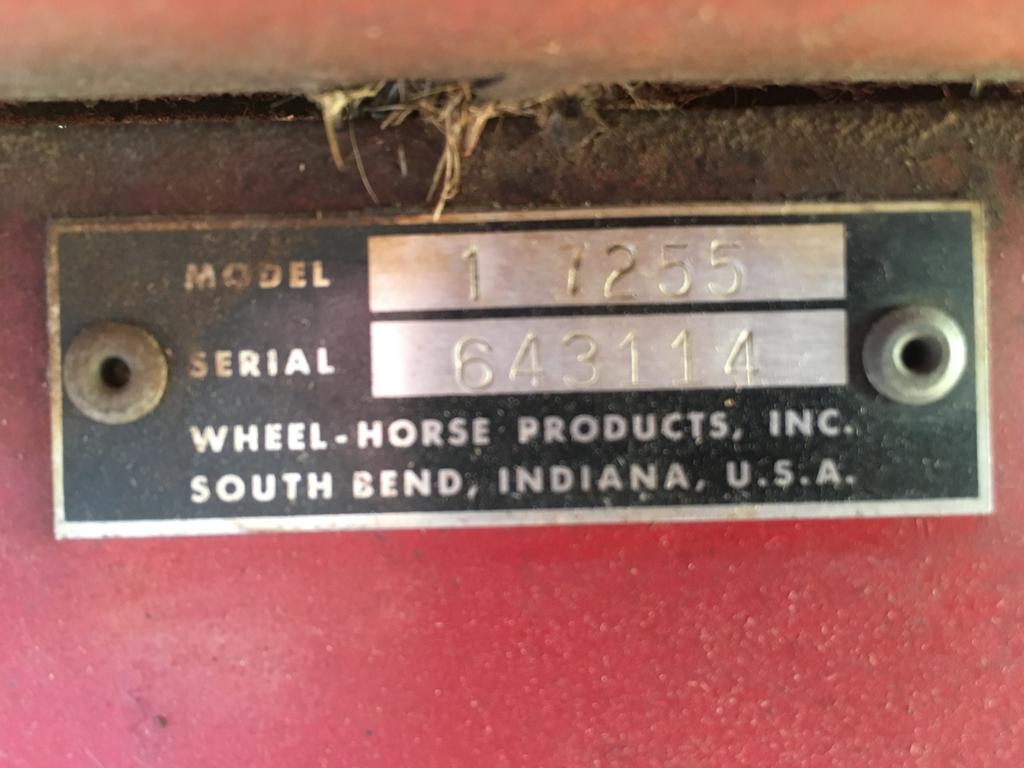 MODEL 1 7255
SERIAL 643114
WHEEL-HORSE PRODUCTS, INC.
SOUTH BEND, INDIANA, U.S.A.